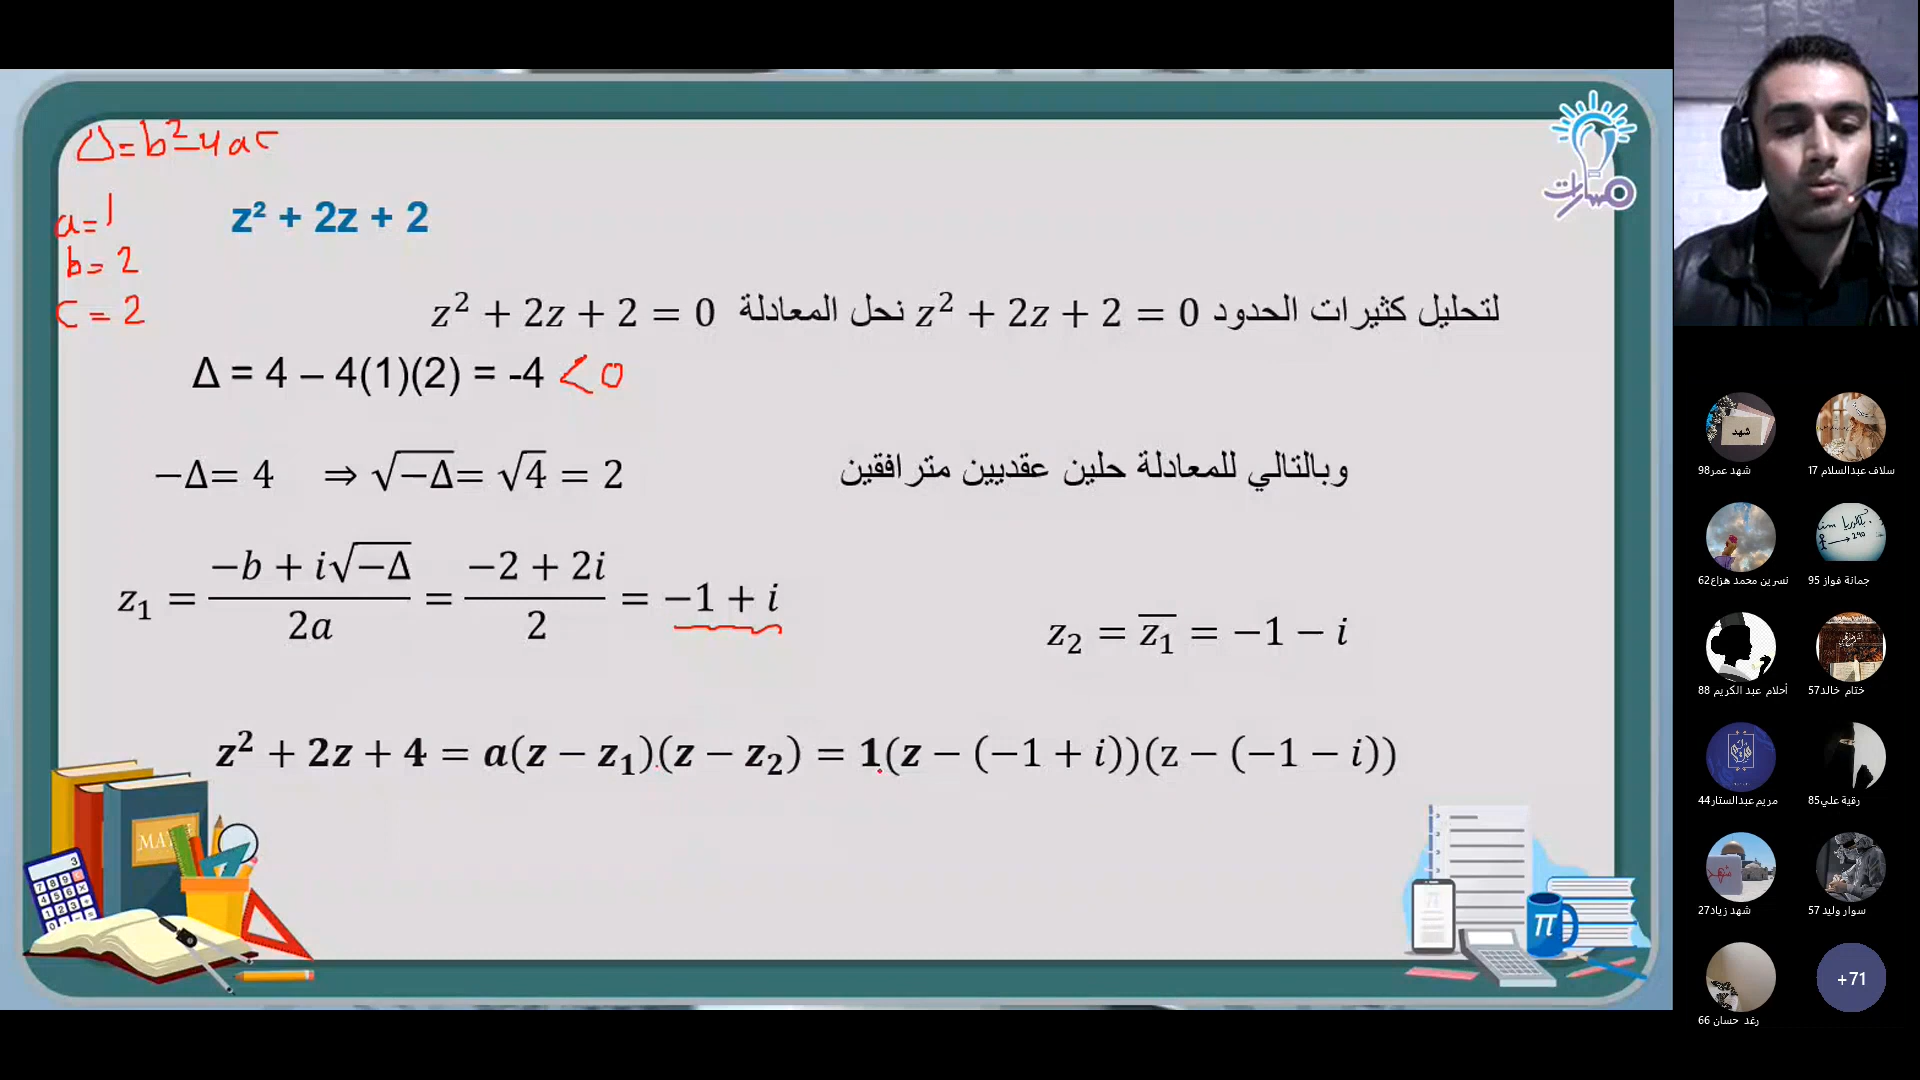 Δ = b² - 4ac
مسارات
a = 1
b = 2
c = 2
z² + 2z + 2
لتحليل كثيرات الحدود z² + 2z + 2 = 0 نحل المعادلة z² + 2z + 2 = 0
Δ = 4 – 4(1)(2) = -4 < 0
−Δ= 4 ⇒ √−Δ= √4 = 2
وبالتالي للمعادلة حلين عقديين مترافقين
z₁ = (−b + i√−Δ)/2a = (−2 + 2i)/2 = −1 + i
z₂ = z̅₁ = −1 − i
z² + 2z + 4 = a(z − z₁)(z − z₂) = 1(z − (−1 + i))(z − (−1 − i))
π
شهد
شهد عمر98
سلاف عبدالسلام 17
نسرين محمد هزاع62
جمانة فواز 95
أحلام عبد الكريم 88
ختام خالد57
مريم عبدالستار44
رقية علي85
شهد زياد27
سوار وليد 57
رغد حسان 66
+71